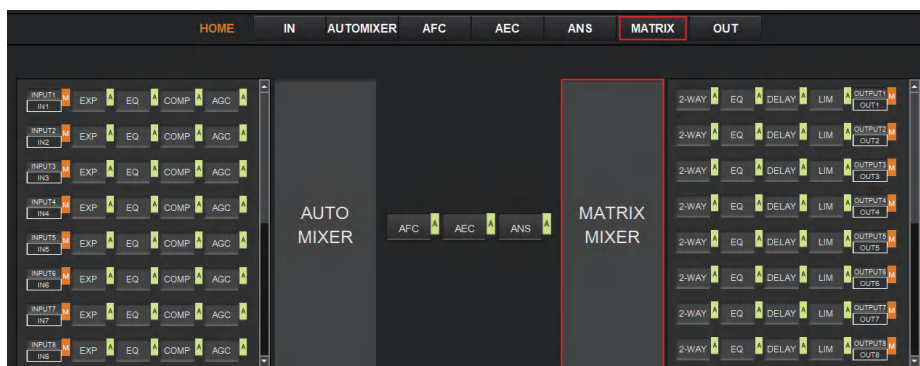 HOME IN AUTOMIXER AFC AEC ANS MATRIX OUT
INPUT1 M EXP A EQ A COMP A AGC A
IN1
INPUT2 M EXP A EQ A COMP A AGC A
IN2
INPUT3 M EXP A EQ A COMP A AGC A
IN3
INPUT4 M EXP A EQ A COMP A AGC A
IN4
INPUT5 M EXP A EQ A COMP A AGC A
IN5
INPUT6 M EXP A EQ A COMP A AGC A
IN6
INPUT7 M EXP A EQ A COMP A AGC A
IN7
INPUT8 M EXP A EQ A COMP A AGC A
IN8
AUTO
MIXER
AFC A AEC A ANS A
MATRIX
MIXER
2-WAY A EQ A DELAY A LIM A OUTPUT1 M
OUT1
2-WAY A EQ A DELAY A LIM A OUTPUT2 M
OUT2
2-WAY A EQ A DELAY A LIM A OUTPUT3 M
OUT3
2-WAY A EQ A DELAY A LIM A OUTPUT4 M
OUT4
2-WAY A EQ A DELAY A LIM A OUTPUT5 M
OUT5
2-WAY A EQ A DELAY A LIM A OUTPUT6 M
OUT6
2-WAY A EQ A DELAY A LIM A OUTPUT7 M
OUT7
2-WAY A EQ A DELAY A LIM A OUTPUT8 M
OUT8